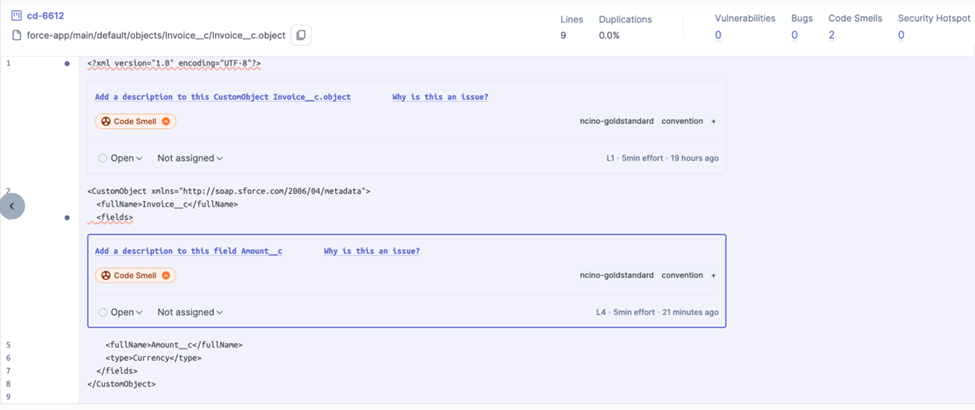 cd-6612
force-app/main/default/objects/Invoice__c/Invoice__c.object
Lines Duplications Vulnerabilities Bugs Code Smells Security Hotspot
9 0.0% 0 0 2 0
1 <?xml version="1.0" encoding="UTF-8"?>
Add a description to this CustomObject Invoice__c.object Why is this an issue?
Code Smell ncino-goldstandard convention +
Open Not assigned L1 · 5min effort · 19 hours ago
2 <CustomObject xmlns="http://soap.sforce.com/2006/04/metadata">
<fullName>Invoice__c</fullName>
<fields>
Add a description to this field Amount__c Why is this an issue?
Code Smell ncino-goldstandard convention +
Open Not assigned L4 · 5min effort · 21 minutes ago
5 <fullName>Amount__c</fullName>
6 <type>Currency</type>
7 </fields>
8 </CustomObject>
9